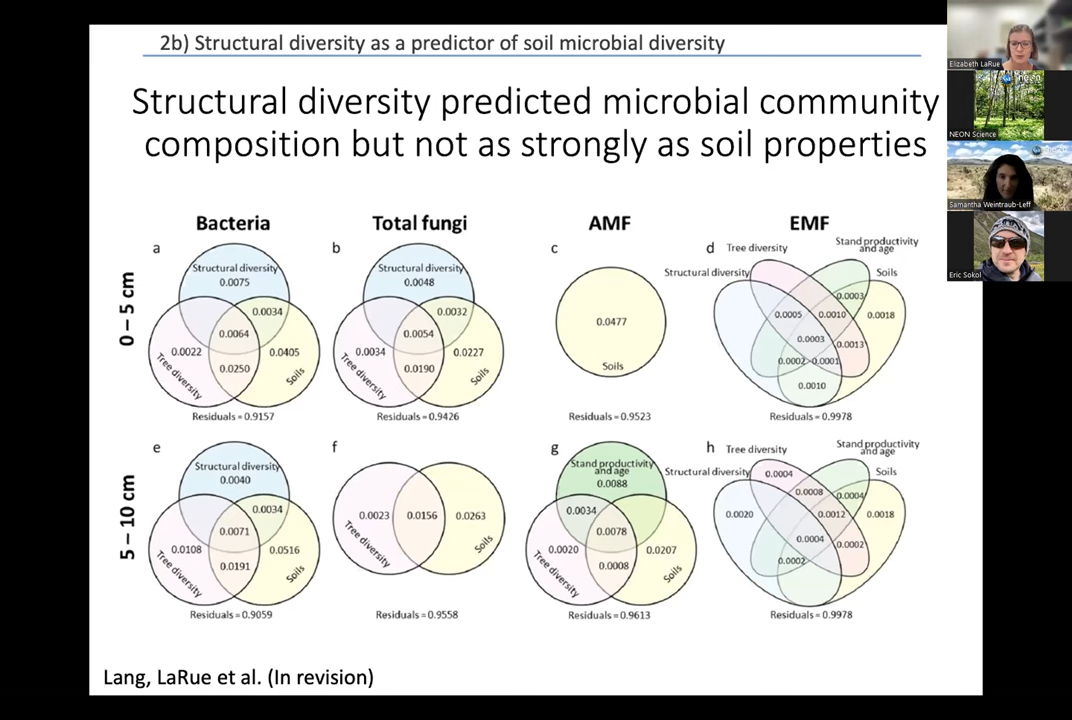 2b) Structural diversity as a predictor of soil microbial diversity
Structural diversity predicted microbial community
composition but not as strongly as soil properties
Elizabeth LaRue
NEON Science
Samantha Weintraub-Leff
Eric Sokol
Bacteria
Total fungi
AMF
EMF
0 – 5 cm
a
Structural diversity
0.0075
0.0034
0.0064
0.0022
0.0405
0.0250
Tree diversity
Soils
Residuals = 0.9157
b
Structural diversity
0.0048
0.0032
0.0054
0.0034
0.0227
0.0190
Tree diversity
Soils
Residuals = 0.9426
c
0.0477
Soils
Residuals = 0.9523
d
Tree diversity
Stand productivity
and age
Structural diversity
Soils
0.0003
0.0005
0.0010
0.0018
0.0003
0.0013
0.0002
0.0001
0.0010
Residuals = 0.9978
5 – 10 cm
e
Structural diversity
0.0040
0.0034
0.0071
0.0108
0.0516
0.0191
Tree diversity
Soils
Residuals = 0.9059
f
0.0023
0.0156
0.0263
Tree diversity
Soils
Residuals = 0.9558
g
Stand productivity
and age
0.0088
0.0034
0.0078
0.0020
0.0207
0.0008
Tree diversity
Soils
Residuals = 0.9613
h
Tree diversity
Stand productivity
and age
Structural diversity
Soils
0.0004
0.0008
0.0004
0.0020
0.0012
0.0018
0.0004
0.0002
0.0002
Residuals = 0.9978
Lang, LaRue et al. (In revision)